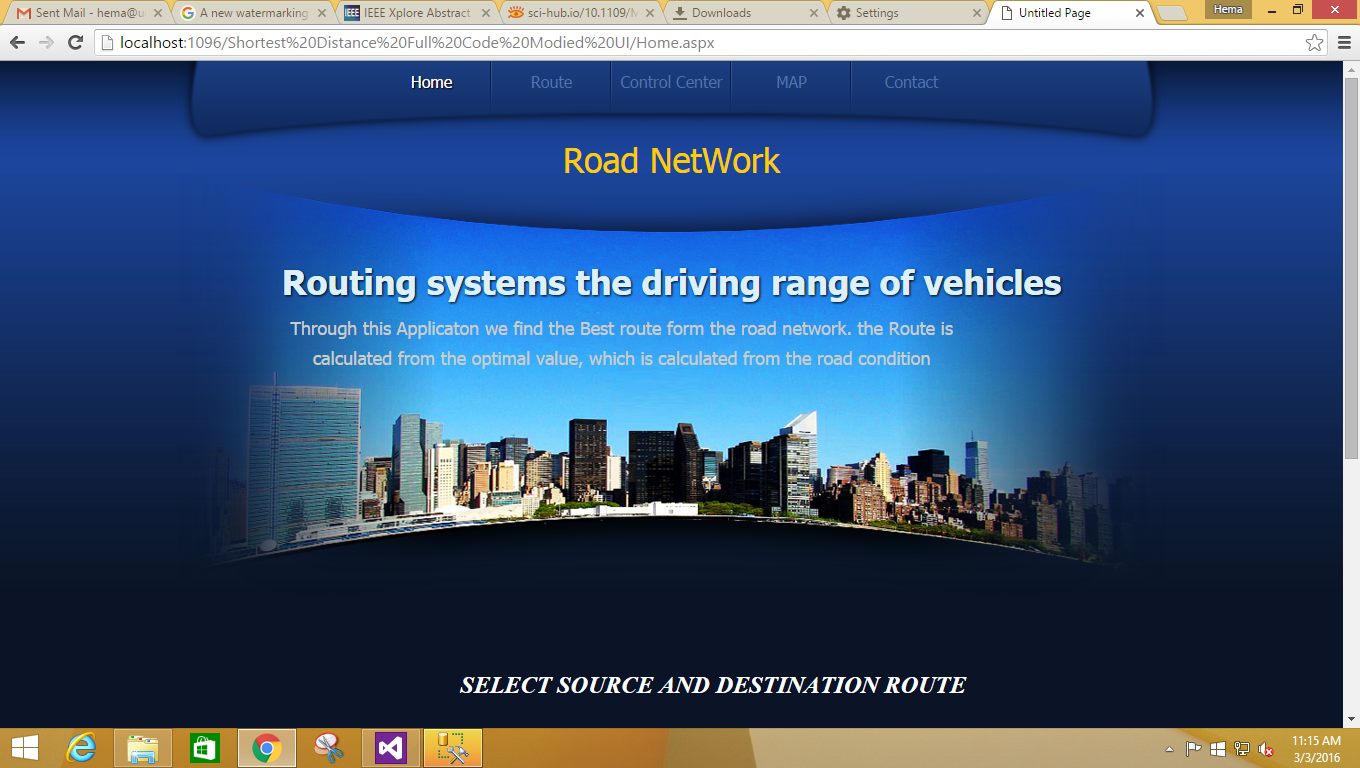 Sent Mail - hema@u
A new watermarking
IEEE
IEEE Xplore Abstract
sci-hub.io/10.1109/M
Downloads
Settings
Untitled Page
Hema
localhost:1096/Shortest%20Distance%20Full%20Code%20Modied%20UI/Home.aspx
Home
Route
Control Center
MAP
Contact
Road NetWork
Routing systems the driving range of vehicles
Through this Applicaton we find the Best route form the road network. the Route is
calculated from the optimal value, which is calculated from the road condition
SELECT SOURCE AND DESTINATION ROUTE
11:15 AM
3/3/2016